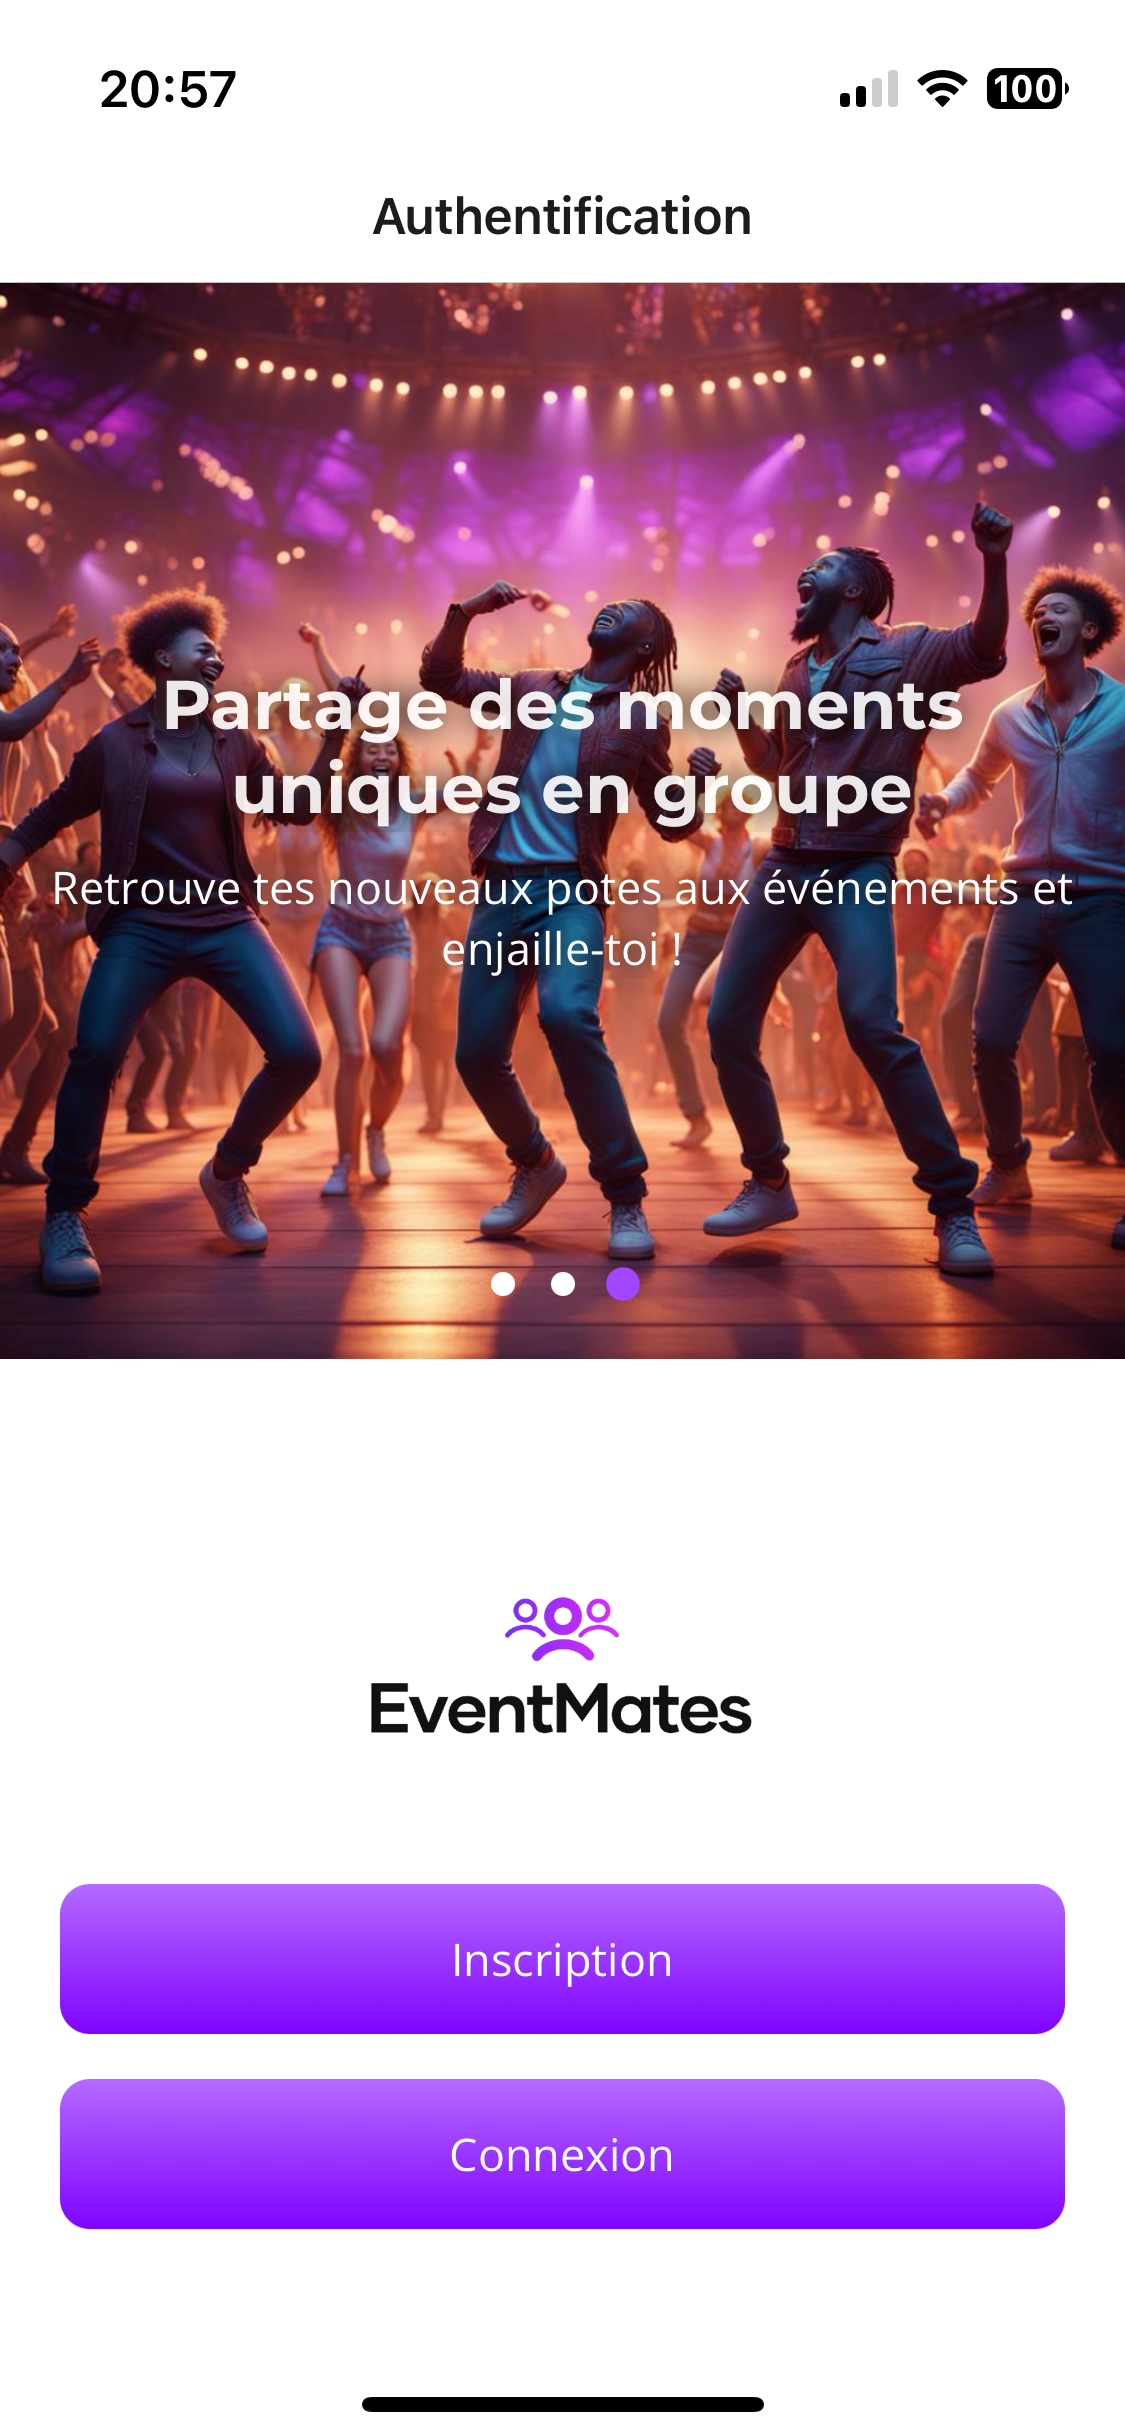 20:57
100
Authentification
Partage des moments
uniques en groupe
Retrouve tes nouveaux potes aux événements et
enjaille-toi !
EventMates
Inscription
Connexion